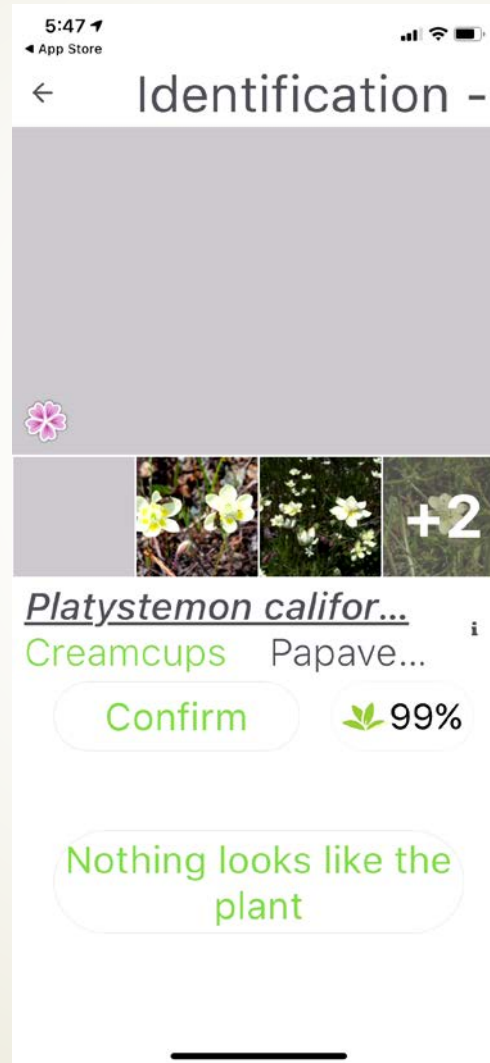 5:47
App Store
Identification -
+2
Platystemon califor...
Creamcups Papave...
i
Confirm
99%
Nothing looks like the
plant